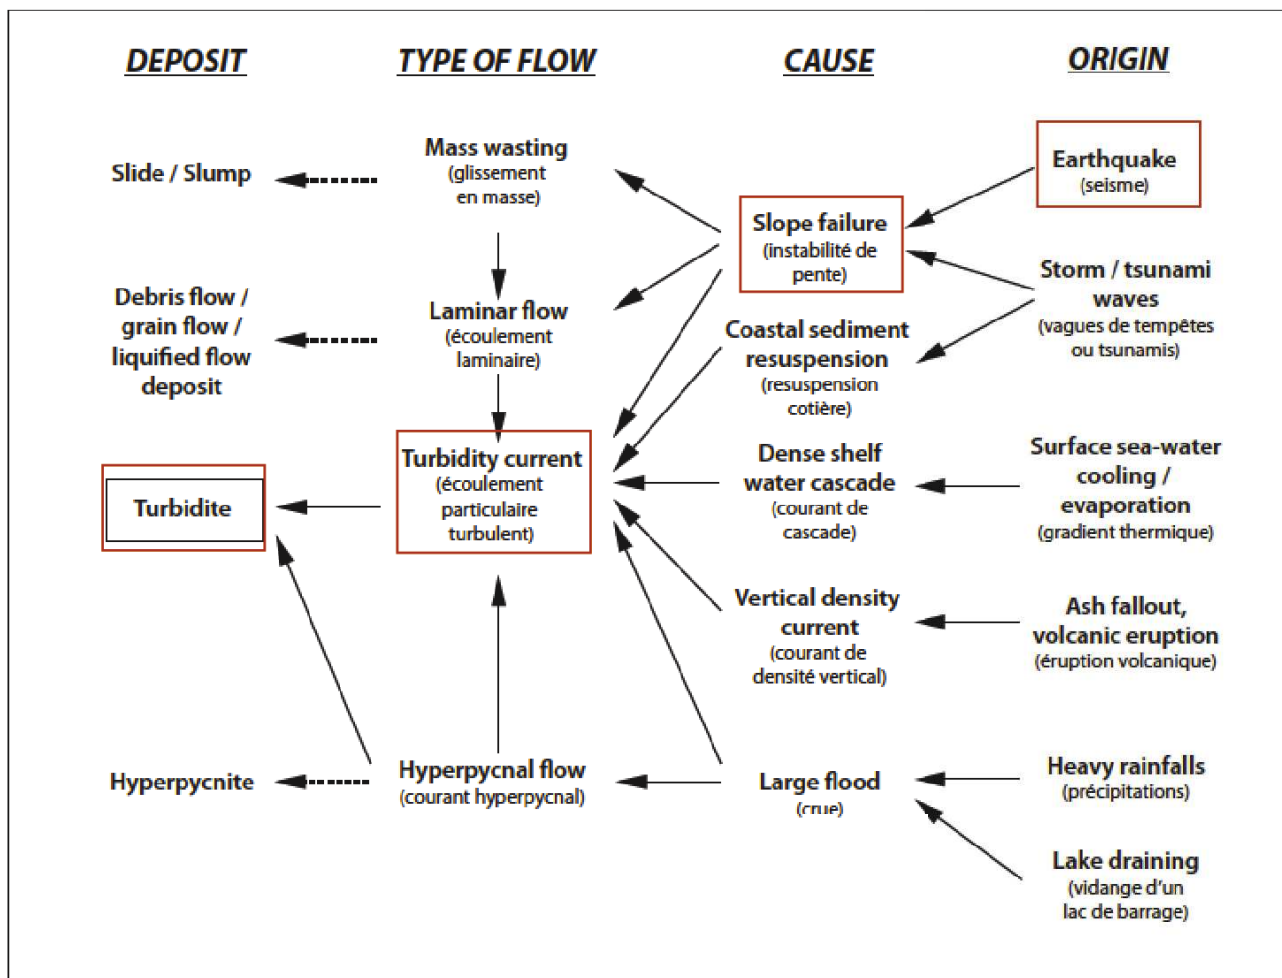 DEPOSIT
TYPE OF FLOW
CAUSE
ORIGIN
Slide / Slump
Debris flow /
grain flow /
liquified flow
deposit
Turbidite
Hyperpycnite
Mass wasting
(glissement
en masse)
Laminar flow
(écoulement
laminaire)
Turbidity current
(écoulement
particulaire
turbulent)
Hyperpycnal flow
(courant hyperpycnal)
Slope failure
(instabilité de
pente)
Coastal sediment
resuspension
(resuspension
cotière)
Dense shelf
water cascade
(courant de
cascade)
Vertical density
current
(courant de
densité vertical)
Large flood
(crue)
Earthquake
(seisme)
Storm / tsunami
waves
(vagues de tempêtes
ou tsunamis)
Surface sea-water
cooling /
evaporation
(gradient thermique)
Ash fallout,
volcanic eruption
(éruption volcanique)
Heavy rainfalls
(précipitations)
Lake draining
(vidange d'un
lac de barrage)